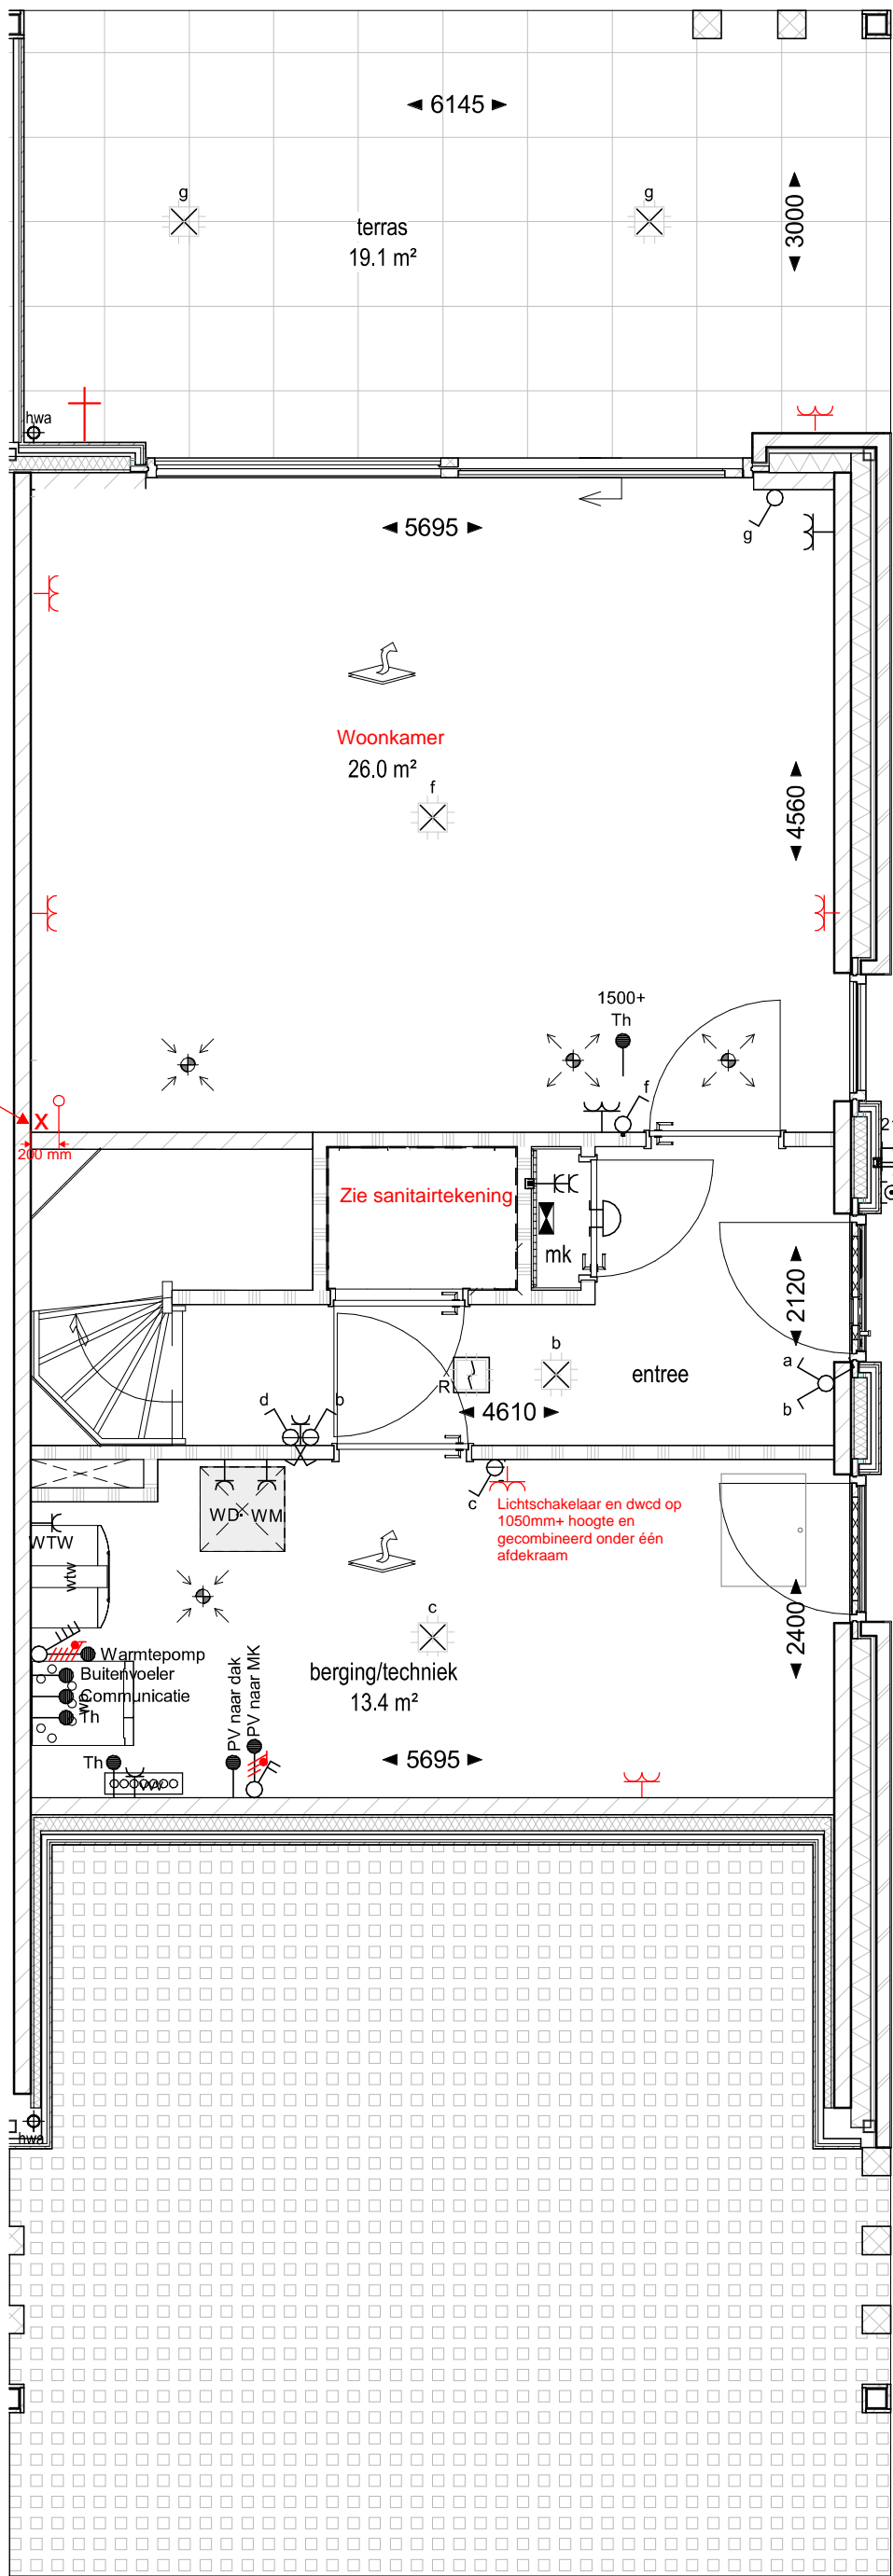 6145
g
g
3000
terras
19.1 m²
hwa
5695
g
Woonkamer
26.0 m²
f
4560
1500+
Th
f
X
200 mm
Zie sanitairtekening
mk
2120
b
entree
a
R
b
4610
d
b
c
Lichtschakelaar en dwcd op
1050mm+ hoogte en
gecombineerd onder één
afdekraam
WD
WM
WTW
wtw
c
2400
Warmtepomp
Buitenvoeler
Communicatie
Th
berging/techniek
13.4 m²
PV naar dak
PV naar MK
Th
5695
hwa